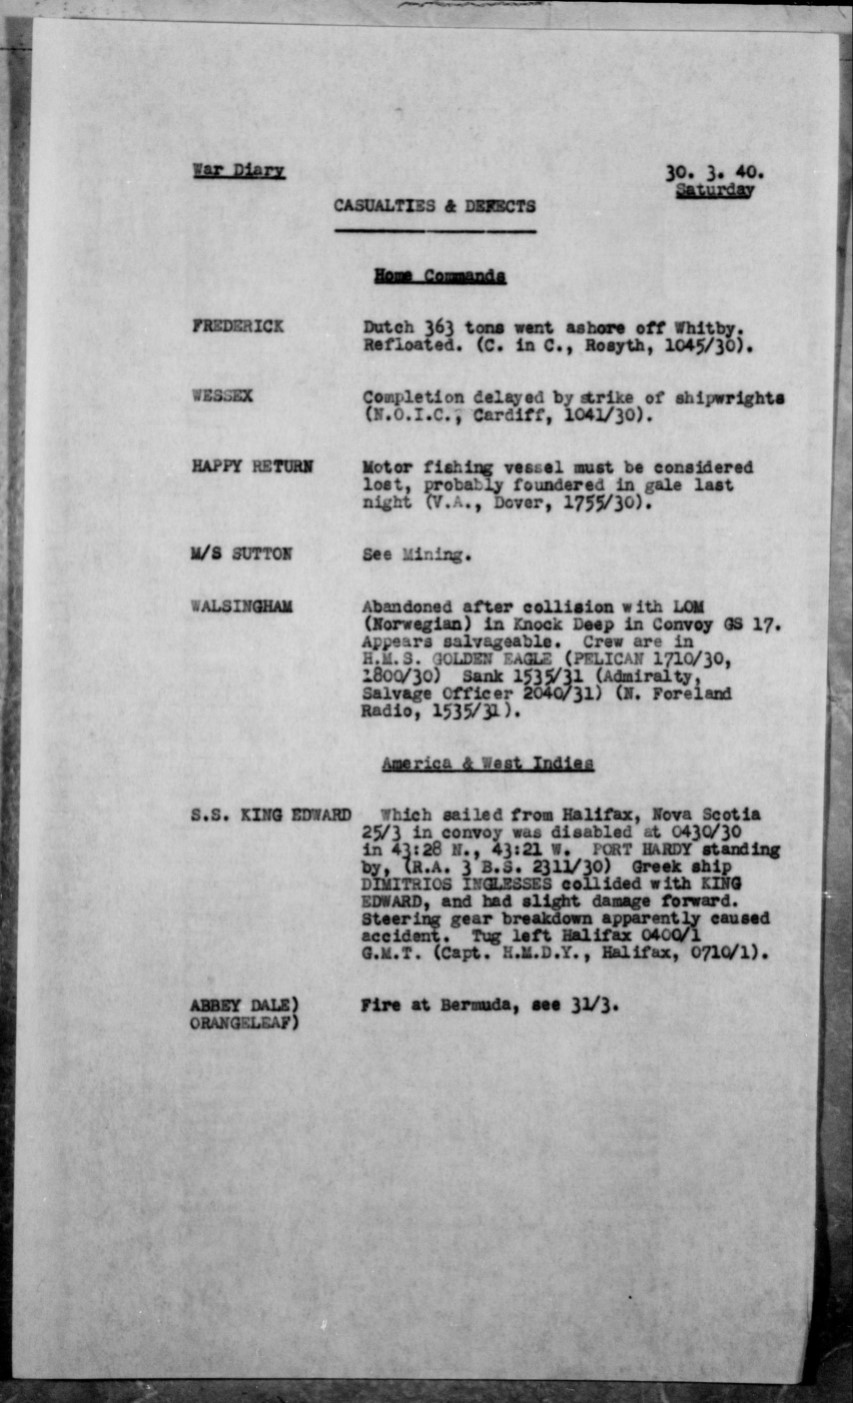 War Diary 30. 3. 40.
Saturday
CASUALTIES & DEFECTS
Home Commands
FREDERICK Dutch 363 tons went ashore off Whitby.
Refloated. (C. in C., Rosyth, 1045/30).
WESSEX Completion delayed by strike of shipwrights
(N.O.I.C., Cardiff, 1041/30).
HAPPY RETURN Motor fishing vessel must be considered
lost, probably foundered in gale last
night (V.A., Dover, 1755/30).
M/S SUTTON See Mining.
WALSINGHAM Abandoned after collision with LOM
(Norwegian) in Knock Deep in Convoy GS 17.
Appears salvageable. Crew are in
H.M.S. GOLDEN EAGLE (PELICAN 1710/30,
1800/30) Sank 1535/31 (Admiralty,
Salvage Officer 2040/31) (N. Foreland
Radio, 1535/31).
America & West Indies
S.S. KING EDWARD Which sailed from Halifax, Nova Scotia
25/3 in convoy was disabled at 0430/30
in 43:28 N., 43:21 W. PORT HARDY standing
by, (R.A. 3 B.S. 2311/30) Greek ship
DIMITRIOS INGLESSES collided with KING
EDWARD, and had slight damage forward.
Steering gear breakdown apparently caused
accident. Tug left Halifax 0400/1
G.M.T. (Capt. H.M.D.Y., Halifax, 0710/1).
ABBEY DALE) Fire at Bermuda, see 31/3.
ORANGELEAF)